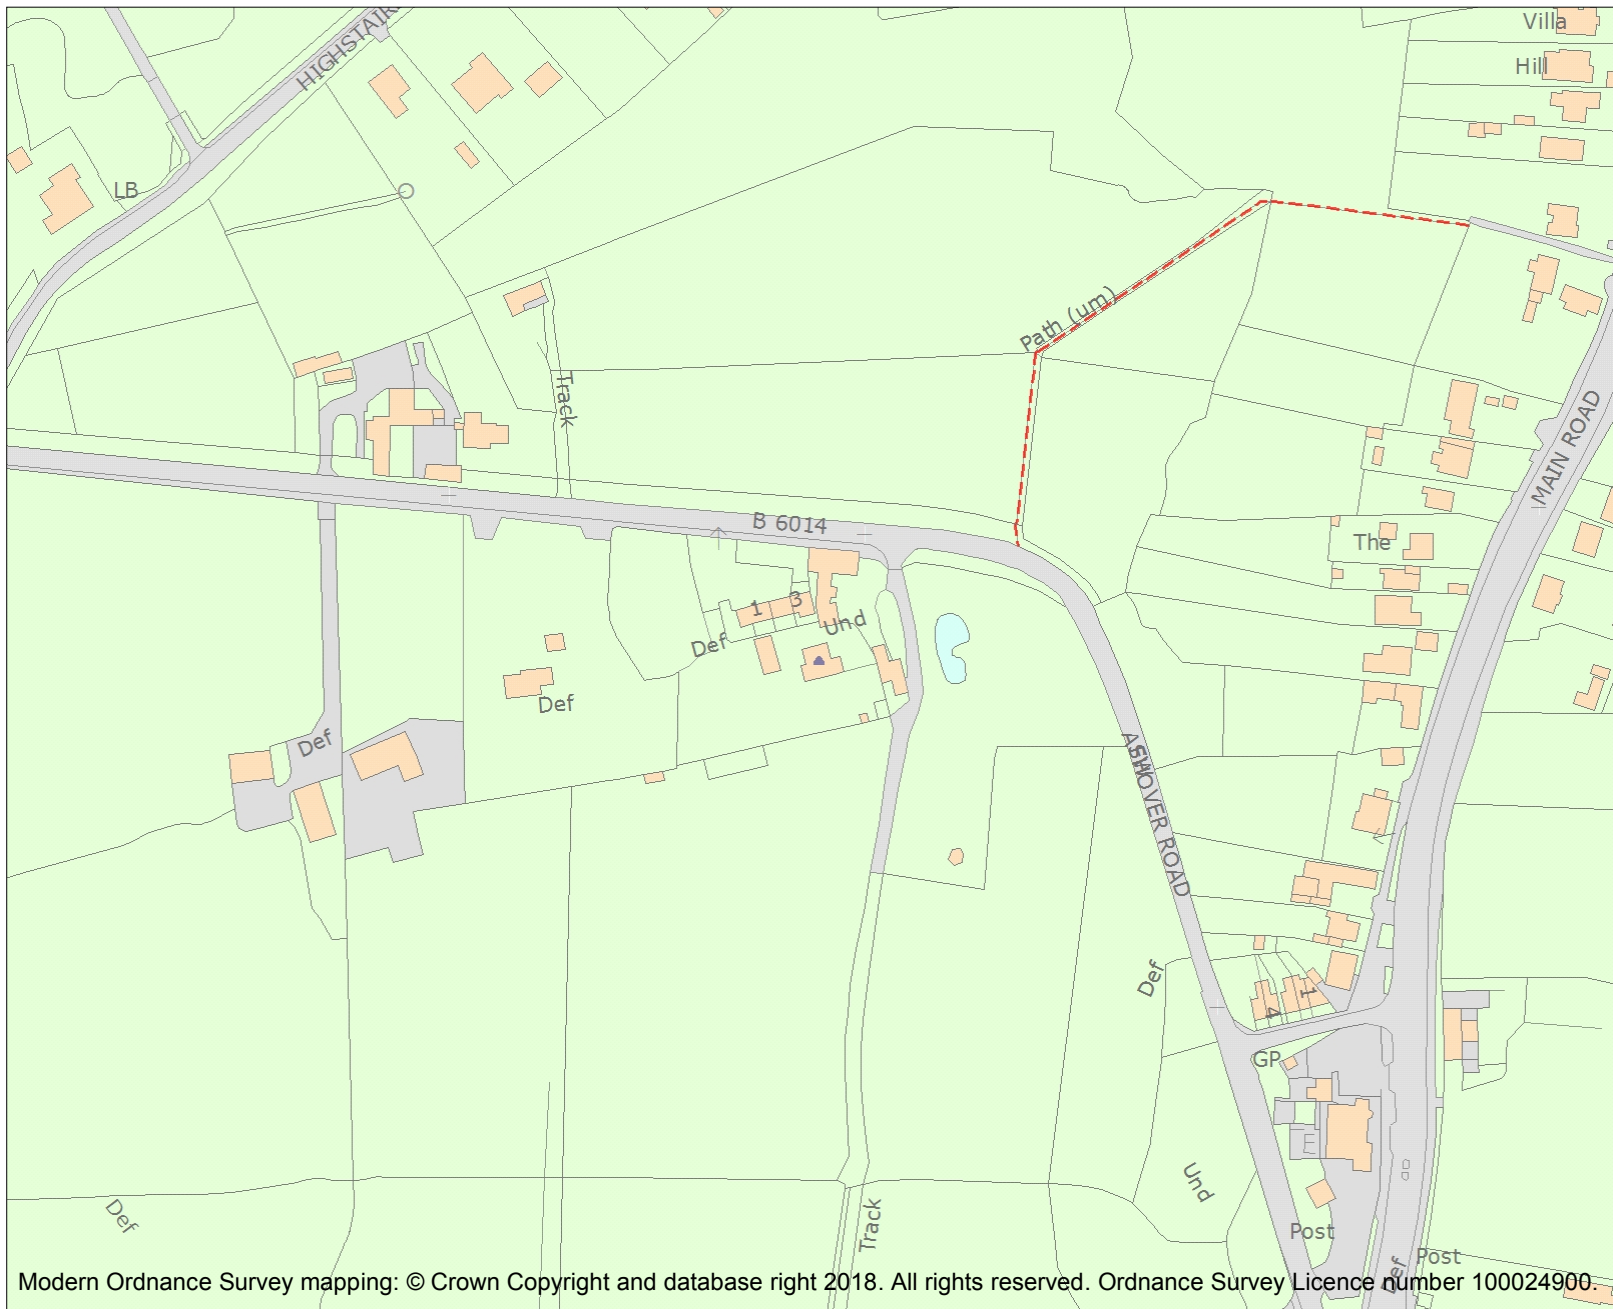 Villa
HIGHSTAIRS
Hill
LB
Path (um)
Track
MAIN ROAD
B 6014
The
1
3
Und
Def
Def
Def
ASHOVER ROAD
Def
1
4
GP
Und
Def
Track
Post
Post
Def
Modern Ordnance Survey mapping: © Crown Copyright and database right 2018. All rights reserved. Ordnance Survey Licence number 100024900.